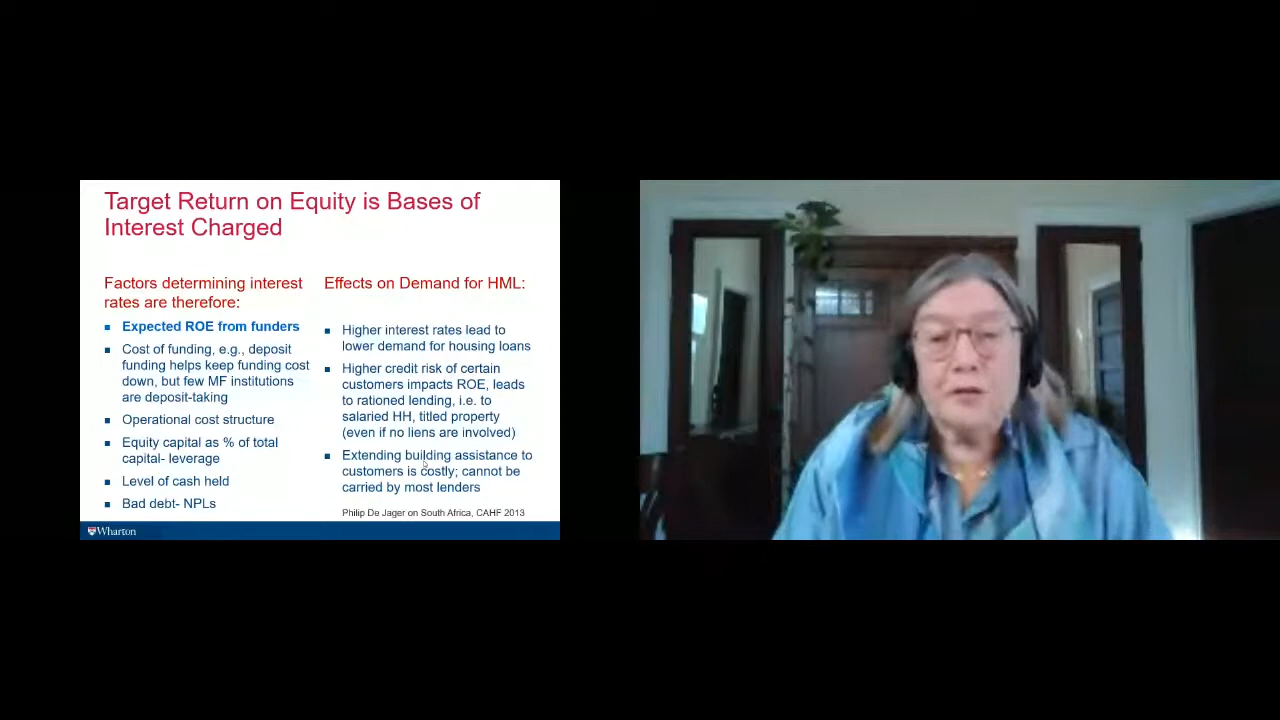 Target Return on Equity is Bases of
Interest Charged
Factors determining interest
rates are therefore:
Expected ROE from funders
Cost of funding, e.g., deposit
funding helps keep funding cost
down, but few MF institutions
are deposit-taking
Operational cost structure
Equity capital as % of total
capital- leverage
Level of cash held
Bad debt- NPLs
Effects on Demand for HML:
Higher interest rates lead to
lower demand for housing loans
Higher credit risk of certain
customers impacts ROE, leads
to rationed lending, i.e. to
salaried HH, titled property
(even if no liens are involved)
Extending building assistance to
customers is costly; cannot be
carried by most lenders
Philip De Jager on South Africa, CAHF 2013
Wharton